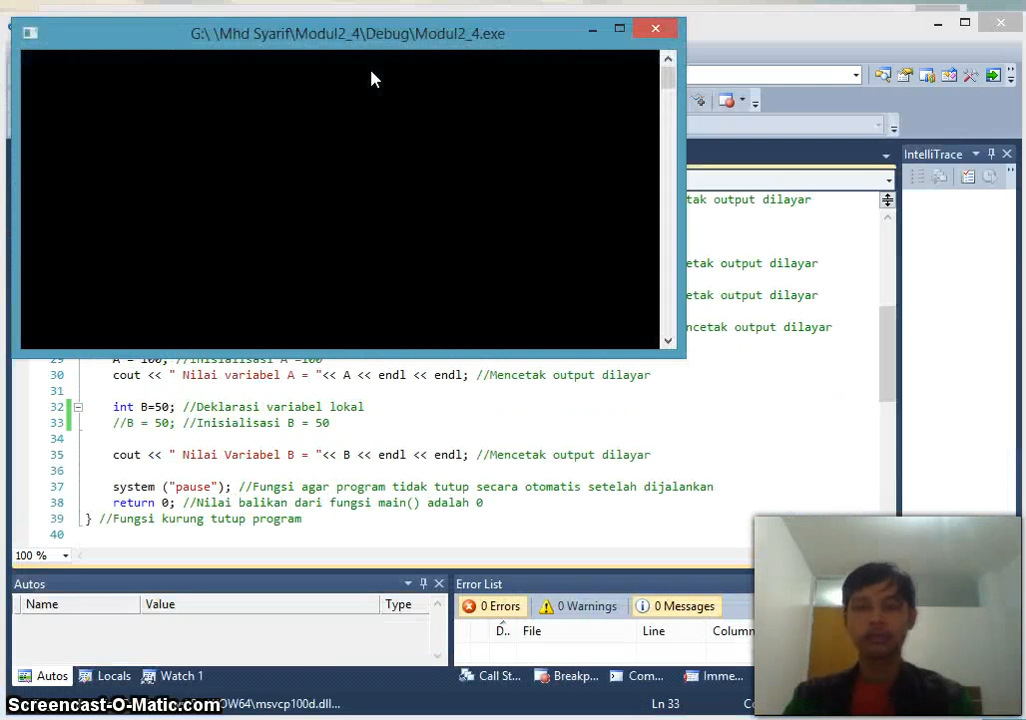 G:\ \Mhd Syarif\Modul2_4\Debug\Modul2_4.exe
IntelliTrace
tak output dilayar
etak output dilayar
etak output dilayar
ncetak output dilayar
29 A = 100; //Inisialisasi A =100
30 cout << " Nilai variabel A = "<< A << endl << endl; //Mencetak output dilayar
31
32 int B=50; //Deklarasi variabel lokal
33 //B = 50; //Inisialisasi B = 50
34
35 cout << " Nilai Variabel B = "<< B << endl << endl; //Mencetak output dilayar
36
37 system ("pause"); //Fungsi agar program tidak tutup secara otomatis setelah dijalankan
38 return 0; //Nilai balikan dari fungsi main() adalah 0
39 } //Fungsi kurung tutup program
40
100 %
Autos
Error List
Name Value Type
0 Errors 0 Warnings 0 Messages
D.. File Line Column
Autos Locals Watch 1
Call St... Breakp... Com... Imme...
Screencast-O-Matic.com
OW64\msvcp100d.dll...
Ln 33